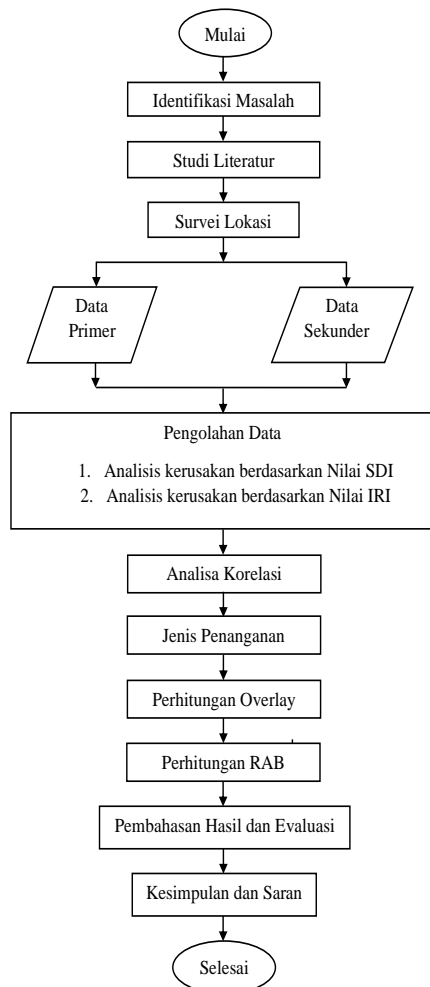 Mulai
Identifikasi Masalah
Studi Literatur
Survei Lokasi
Data
Primer
Data
Sekunder
Pengolahan Data
1. Analisis kerusakan berdasarkan Nilai SDI
2. Analisis kerusakan berdasarkan Nilai IRI
Analisa Korelasi
Jenis Penanganan
Perhitungan Overlay
Perhitungan RAB
Pembahasan Hasil dan Evaluasi
Kesimpulan dan Saran
Selesai